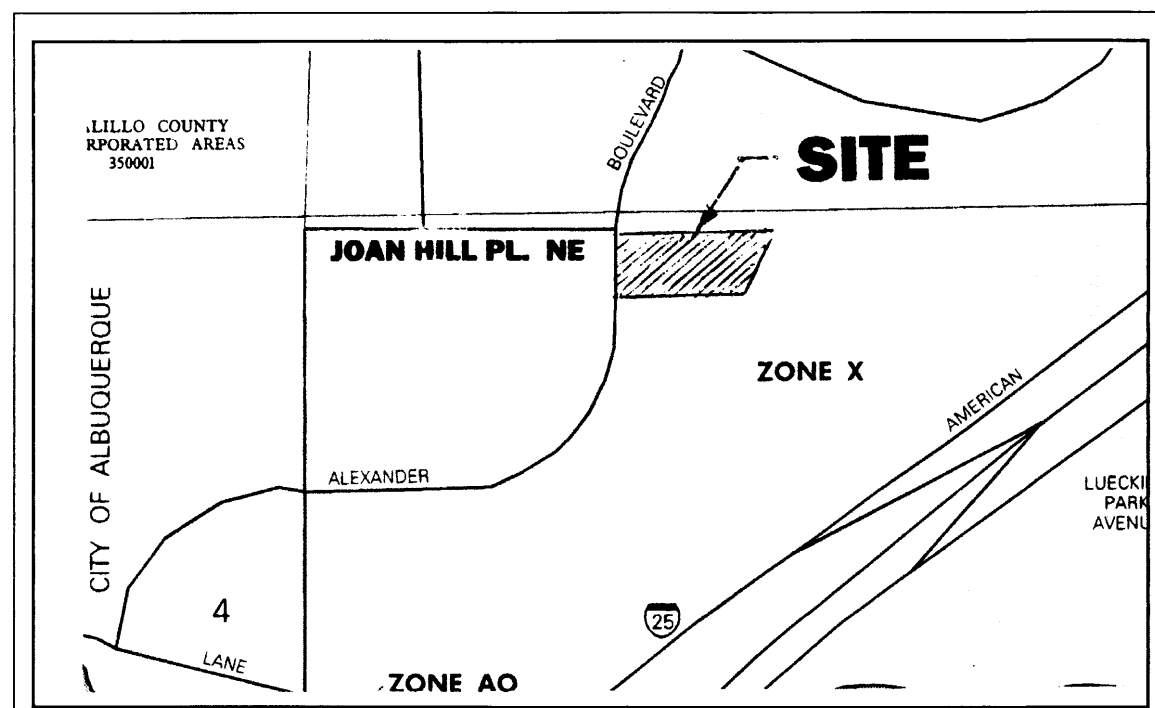 ALILLO COUNTY
RPORATED AREAS
350001
BOULEVARD
SITE
JOAN HILL PL. NE
CITY OF ALBUQUERQUE
ZONE X
AMERICAN
ALEXANDER
LUECKI
PARK
AVENU
4
25
LANE
ZONE AO